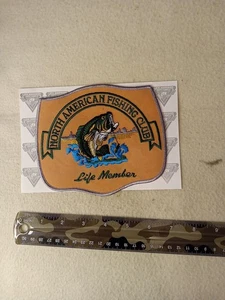 NORTH AMERICAN FISHING CLUB
Life Member